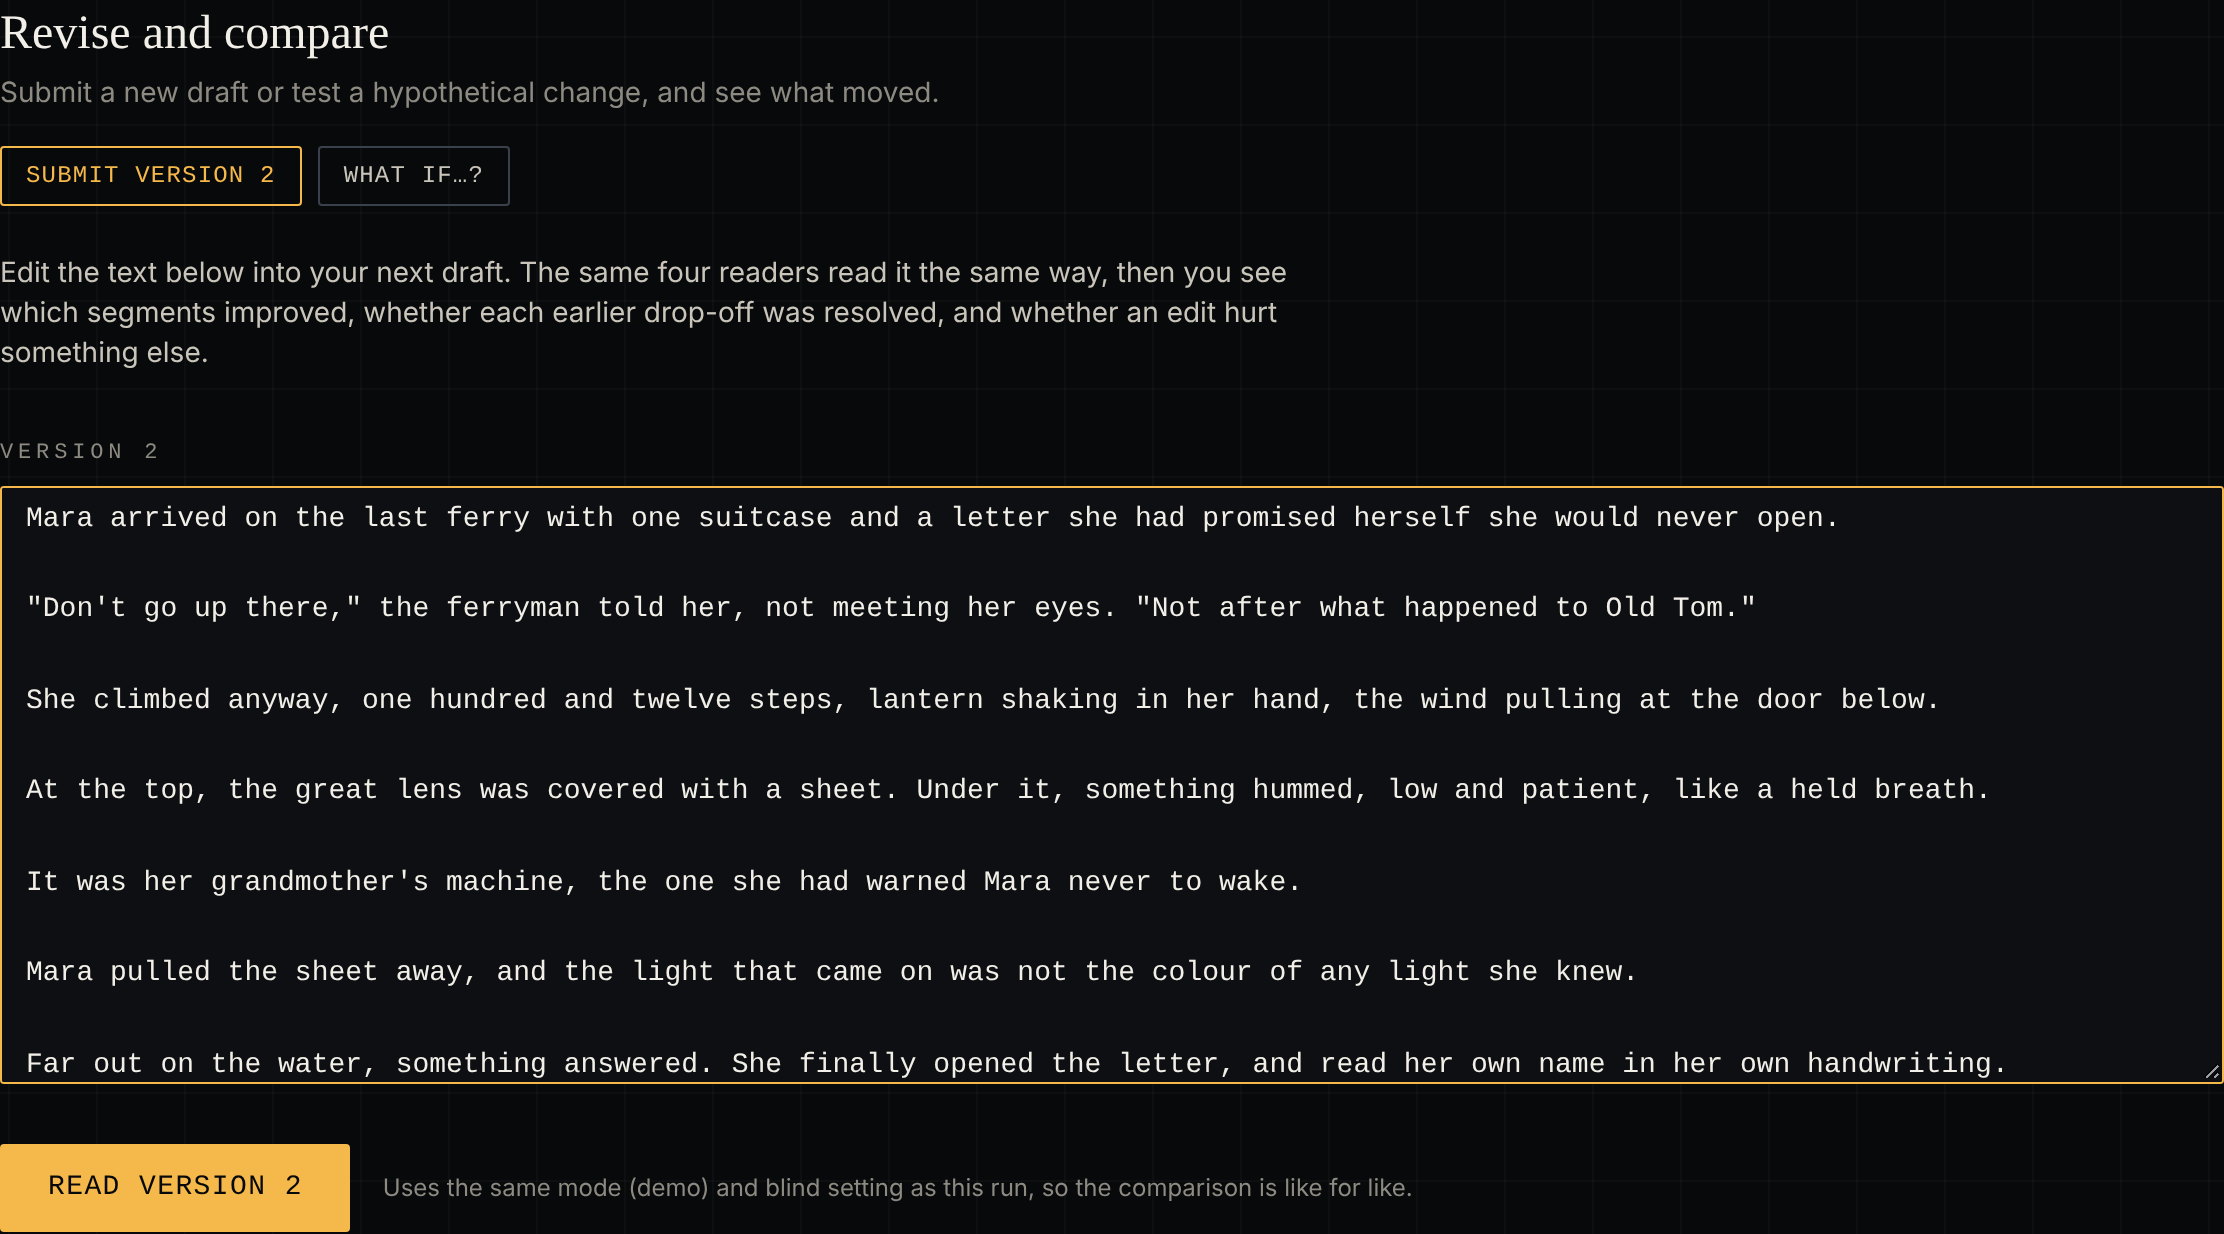 Revise and compare
Submit a new draft or test a hypothetical change, and see what moved.
SUBMIT VERSION 2
WHAT IF…?
Edit the text below into your next draft. The same four readers read it the same way, then you see
which segments improved, whether each earlier drop-off was resolved, and whether an edit hurt
something else.
VERSION 2
Mara arrived on the last ferry with one suitcase and a letter she had promised herself she would never open.
"Don't go up there," the ferryman told her, not meeting her eyes. "Not after what happened to Old Tom."
She climbed anyway, one hundred and twelve steps, lantern shaking in her hand, the wind pulling at the door below.
At the top, the great lens was covered with a sheet. Under it, something hummed, low and patient, like a held breath.
It was her grandmother's machine, the one she had warned Mara never to wake.
Mara pulled the sheet away, and the light that came on was not the colour of any light she knew.
Far out on the water, something answered. She finally opened the letter, and read her own name in her own handwriting.
READ VERSION 2
Uses the same mode (demo) and blind setting as this run, so the comparison is like for like.